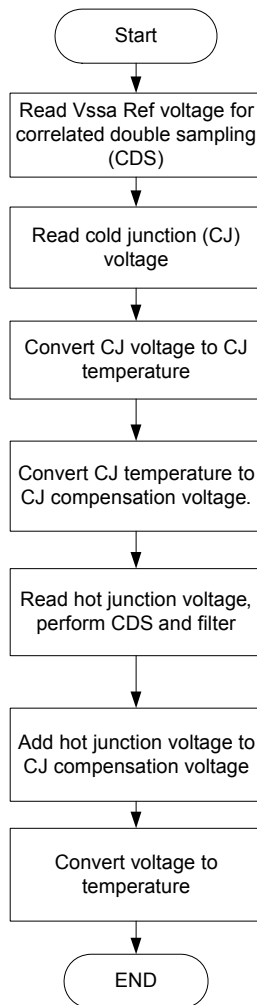 Start
Read Vssa Ref voltage for
correlated double sampling
(CDS)
Read cold junction (CJ)
voltage
Convert CJ voltage to CJ
temperature
Convert CJ temperature to
CJ compensation voltage.
Read hot junction voltage,
perform CDS and filter
Add hot junction voltage to
CJ compensation voltage
Convert voltage to
temperature
END